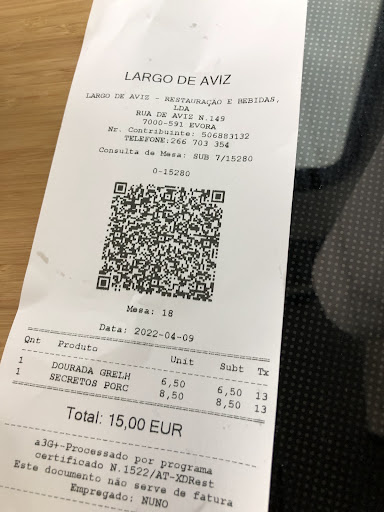 LARGO DE AVIZ
LARGO DE AVIZ - RESTAURAÇAO E BEBIDAS,
LDA
RUA DE AVIZ N.149
7000-591 EVORA
Nr. Contribuinte: 506883132
TELEFONE:266 703 354
Consulta de Mesa: SUB 7/15280
0-15280
Mesa: 18
Data: 2022-04-09
Qnt Produto Unit Subt Tx
1 DOURADA GRELH 6,50 6,50 13
1 SECRETOS PORC 8,50 8,50 13
Total: 15,00 EUR
a3G+-Processado por programa
certificado N.1522/AT-XDRest
Este documento não serve de fatura
Empregado: NUNO